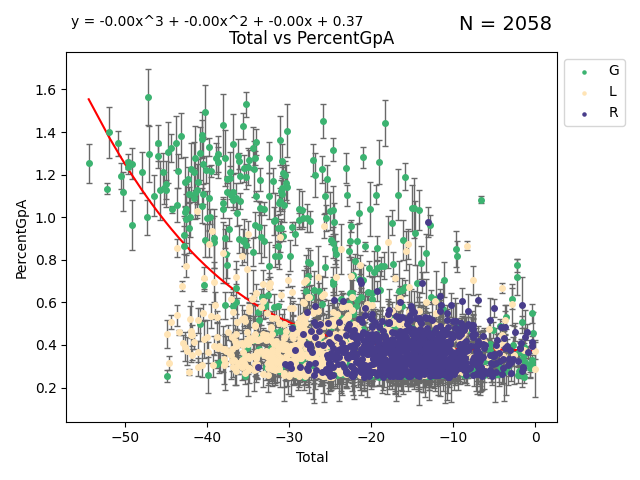 y = -0.00x^3 + -0.00x^2 + -0.00x + 0.37
N = 2058
Total vs PercentGpA
G
L
R
PercentGpA
1.6
1.4
1.2
1.0
0.8
0.6
0.4
0.2
−50
−40
−30
−20
−10
0
Total